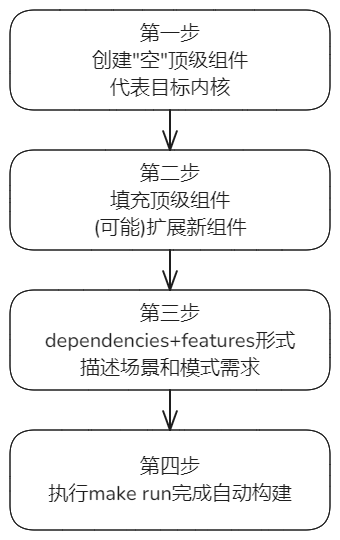 第一步
创建"空"顶级组件
代表目标内核
第二步
填充顶级组件
(可能)扩展新组件
第三步
dependencies+features形式
描述场景和模式需求
第四步
执行make run完成自动构建